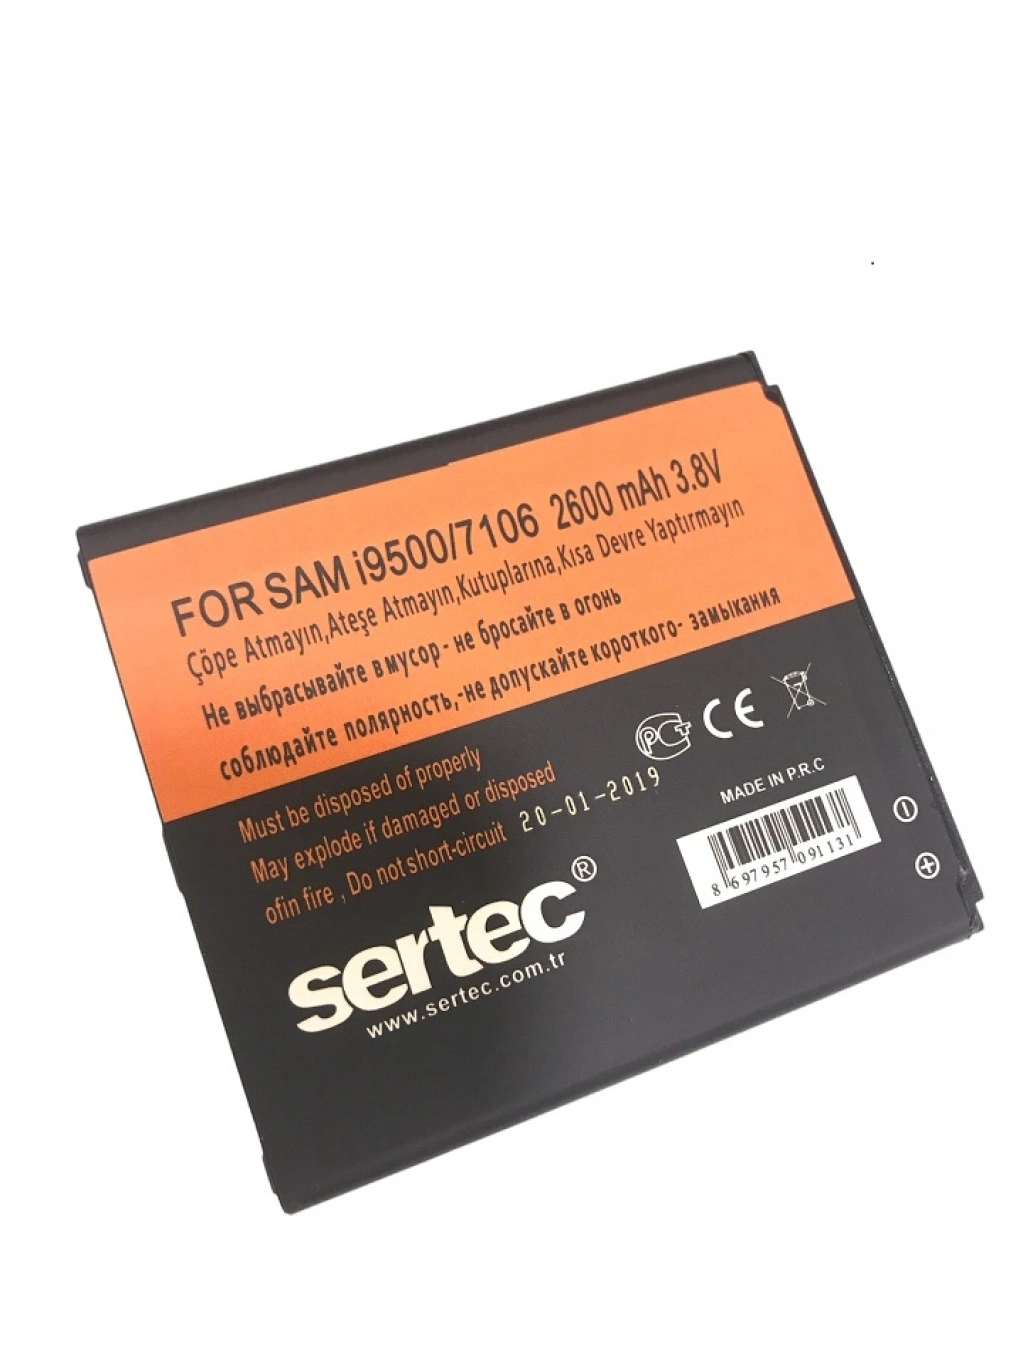 FOR SAM i9500/7106 2600 mAh 3.8V
Çöpe Atmayın,Ateşe Atmayın,Kutuplarına,Kısa Devre Yaptırmayın
Не выбрасывайте в мусор - не бросайте в огонь
соблюдайте полярность,-не допускайте короткого- замыкания
Must be disposed of properly
May explode if damaged or disposed
ofin fire , Do not short-circuit
20-01-2019
PCT
CE
MADE IN P.R.C
8 697957 091131
sertec®
www.sertec.com.tr